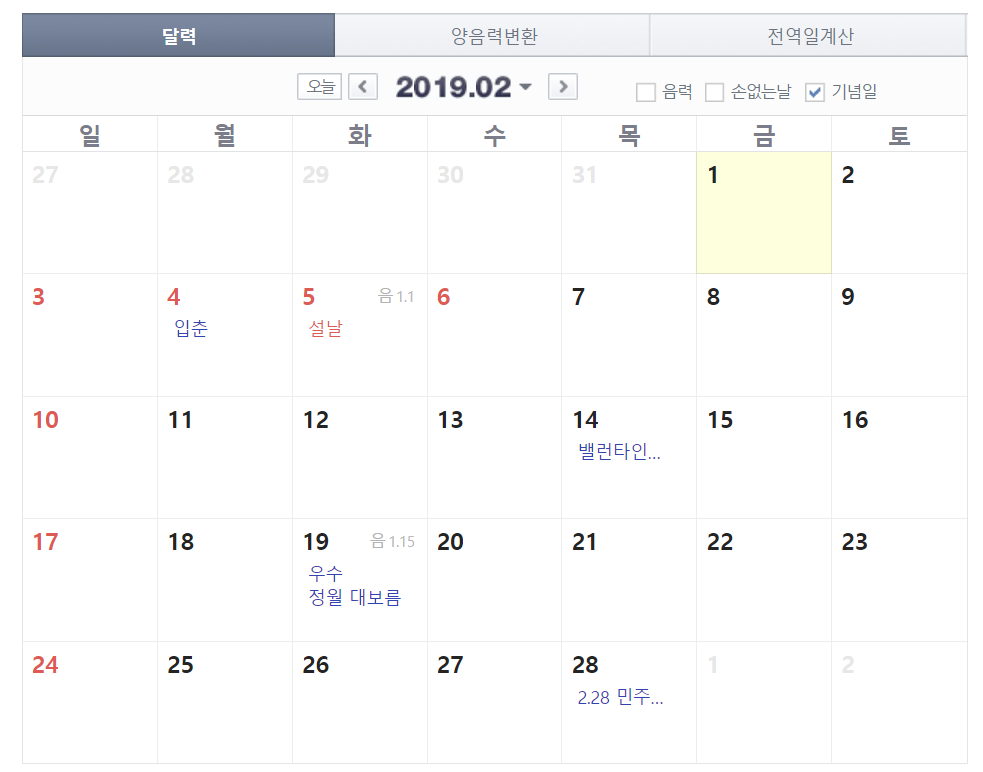 달력 양음력변환 전역일계산
오늘 < 2019.02 > 음력 손없는날 기념일
일 월 화 수 목 금 토
27 28 29 30 31 1 2
3 4 5 음 1.1 6 7 8 9
입춘 설날
10 11 12 13 14 15 16
밸런타인...
17 18 19 음 1.15 20 21 22 23
우수
정월 대보름
24 25 26 27 28 1 2
2.28 민주...